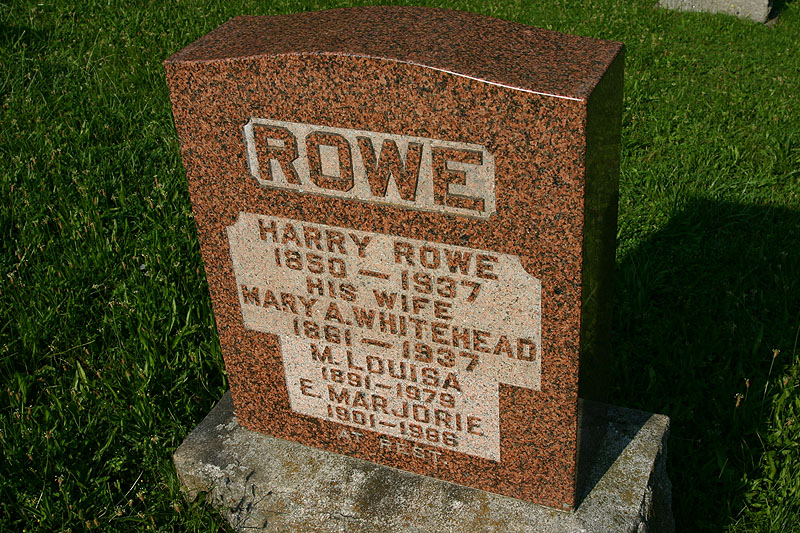 ROWE
HARRY ROWE
1850 — 1937
HIS WIFE
MARY A. WHITEHEAD
1861 — 1937
M. LOUISA
1891-1979
E. MARJORIE
1901-1986
AT REST.